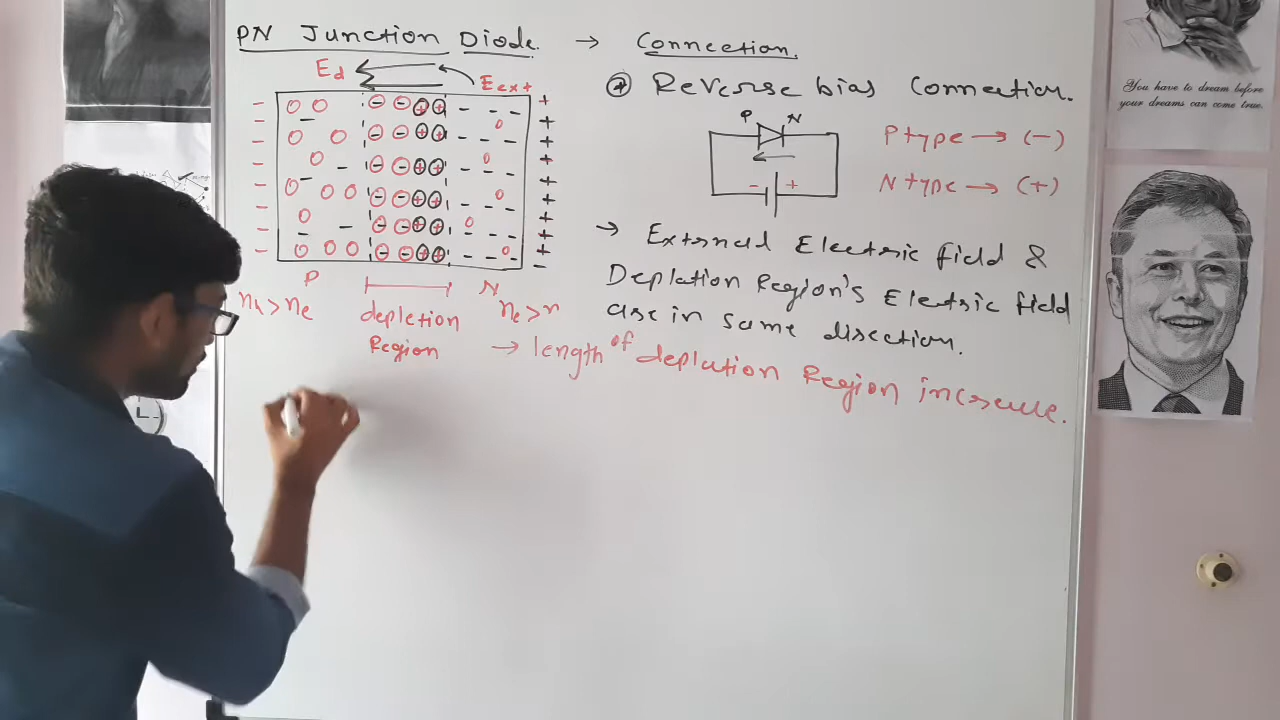 PN Junction Diode. → Connection.
Ed
Eext
② Reverse bias Connection.
P N
P type → (-)
- +
N type → (+)
→ External Electric field &
Depletion Region's Electric field
are in same direction.
P N
nh > ne
depletion
Region
ne > n
→ length of depletion Region increase.
You have to dream before
your dreams can come true.